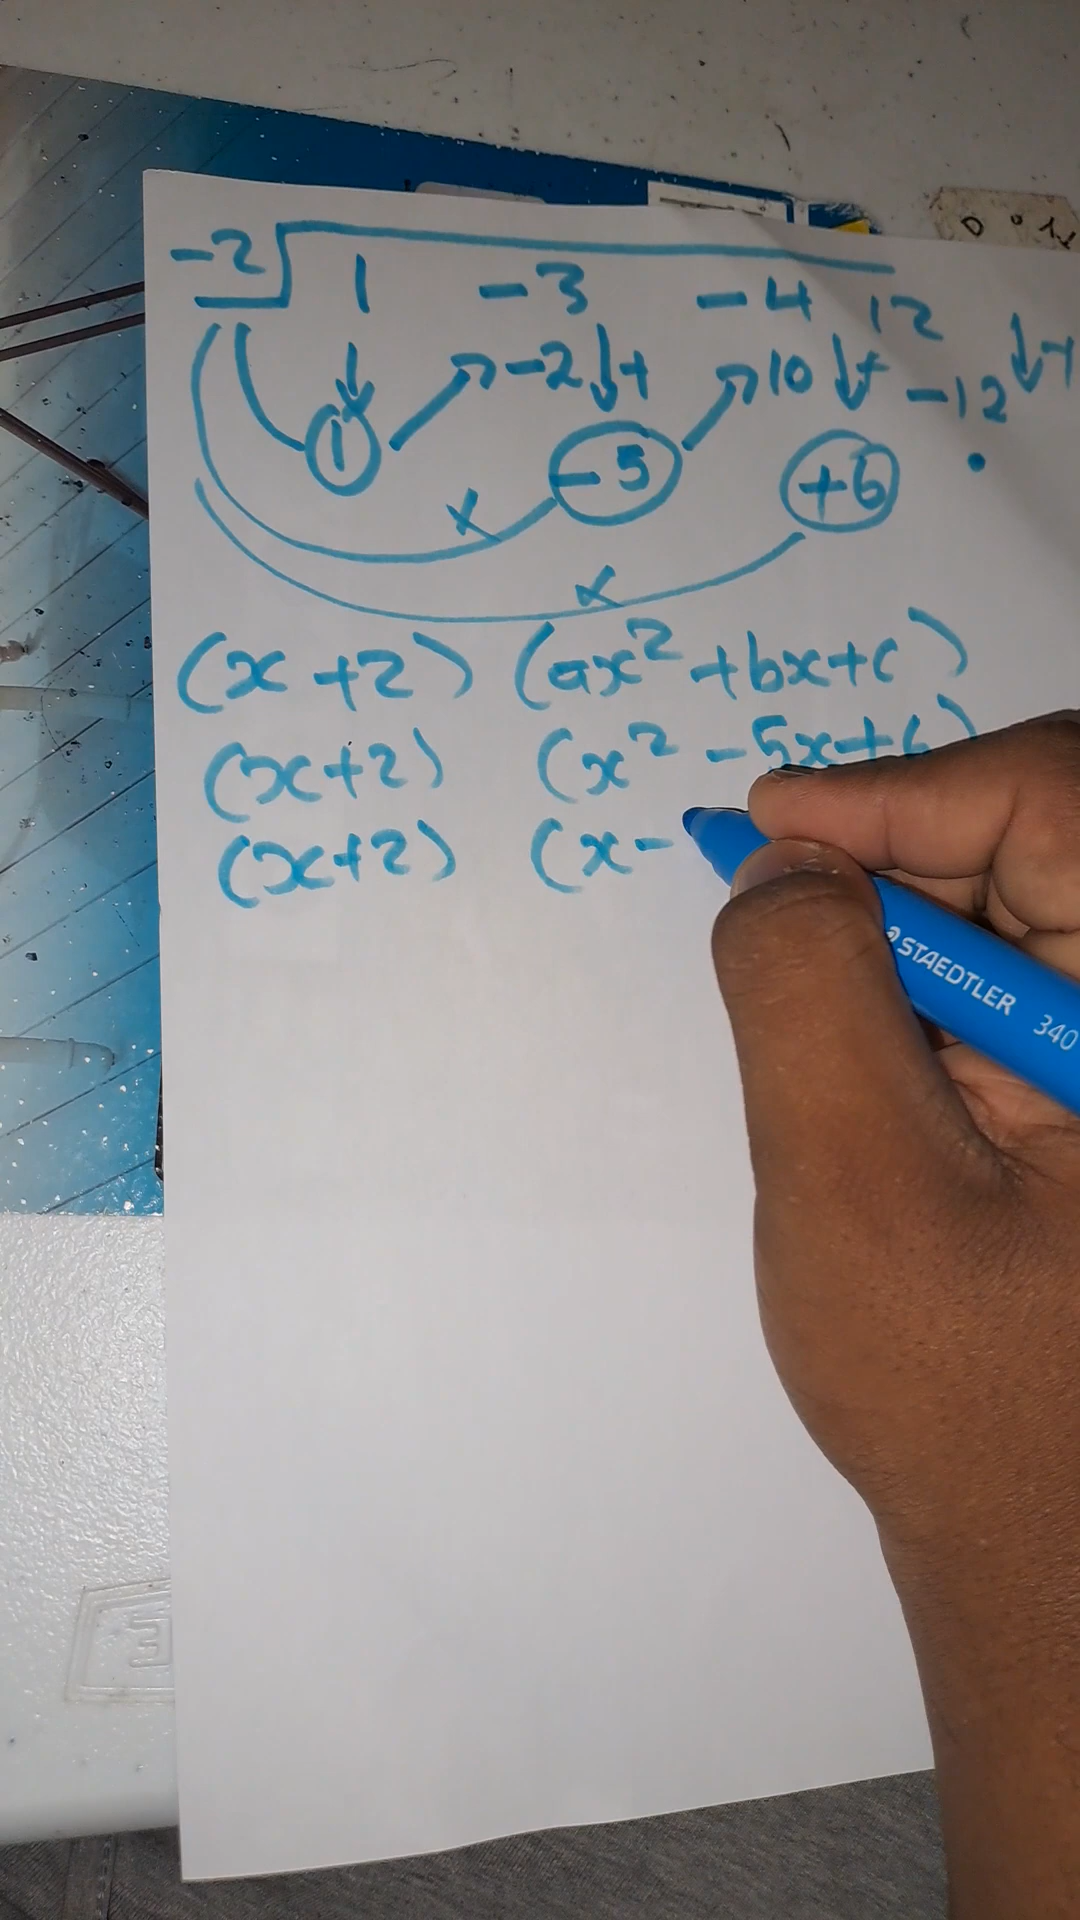 -2 1 -3 -4 12
↓ ↗ -2 ↓+ ↗ 10 ↓+ -12 ↓+
1 -5 +6 .
×
×
(x+2) (ax² + bx + c)
(x+2) (x² - 5x + 6)
(x+2) (x-
STAEDTLER 340